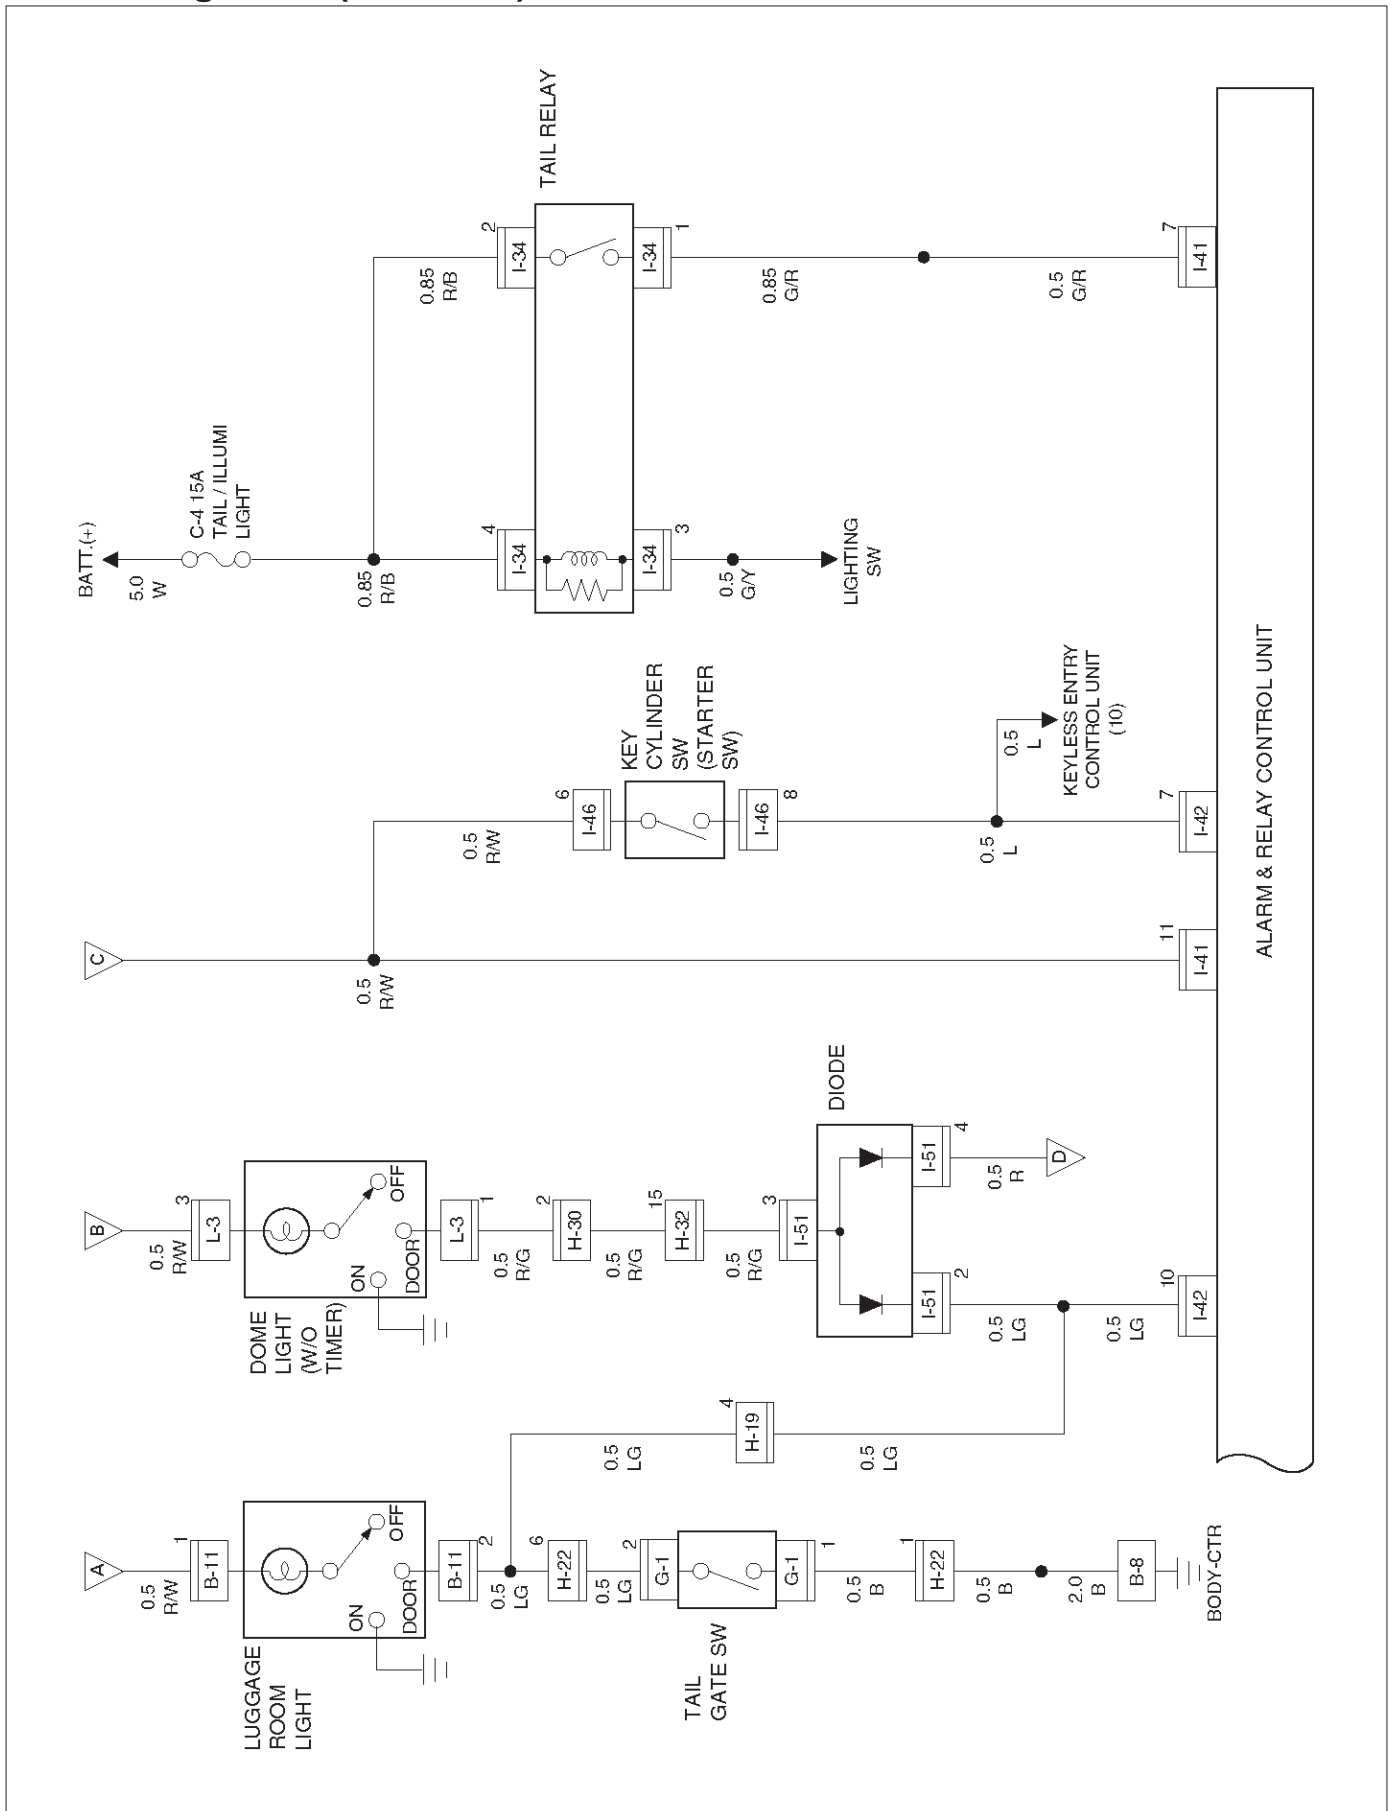 BATT.(+)
5.0
W
C-4 15A
TAIL / ILLUMI
LIGHT
0.85
R/B
0.85
R/B
4
I-34
2
I-34
TAIL RELAY
I-34
3
I-34
1
0.5
G/Y
LIGHTING
SW
0.85
G/R
0.5
G/R
7
I-41
C
0.5
R/W
0.5
R/W
6
I-46
KEY
CYLINDER
SW
(STARTER
SW)
I-46
8
0.5
L
0.5
L
KEYLESS ENTRY
CONTROL UNIT
(10)
11
I-41
7
I-42
B
0.5
R/W
3
L-3
DOME
LIGHT
(W/O
TIMER)
ON
OFF
DOOR
L-3
1
0.5
R/G
2
H-30
0.5
R/G
15
H-32
0.5
R/G
3
I-51
DIODE
I-51
2
I-51
4
0.5
LG
0.5
R
D
0.5
LG
10
I-42
A
0.5
R/W
1
B-11
LUGGAGE
ROOM
LIGHT
ON
OFF
DOOR
B-11
2
0.5
LG
6
H-22
0.5
LG
0.5
LG
4
H-19
0.5
LG
2
G-1
TAIL
GATE SW
G-1
1
0.5
B
1
H-22
0.5
B
2.0
B
B-8
BODY-CTR
ALARM & RELAY CONTROL UNIT